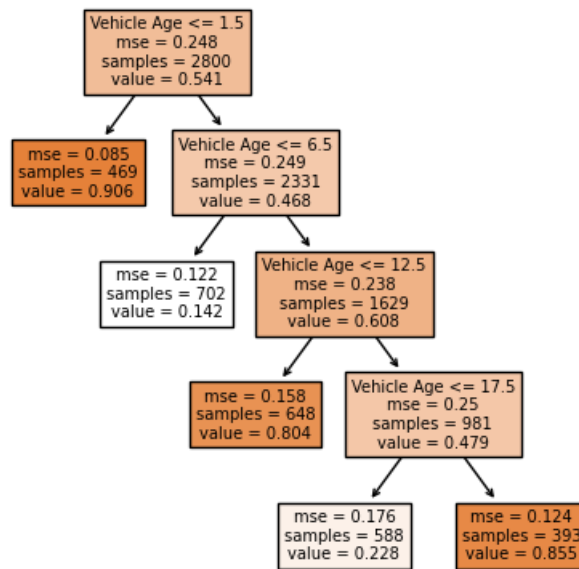 Vehicle Age <= 1.5
mse = 0.248
samples = 2800
value = 0.541
mse = 0.085
samples = 469
value = 0.906
Vehicle Age <= 6.5
mse = 0.249
samples = 2331
value = 0.468
mse = 0.122
samples = 702
value = 0.142
Vehicle Age <= 12.5
mse = 0.238
samples = 1629
value = 0.608
mse = 0.158
samples = 648
value = 0.804
Vehicle Age <= 17.5
mse = 0.25
samples = 981
value = 0.479
mse = 0.176
samples = 588
value = 0.228
mse = 0.124
samples = 393
value = 0.855